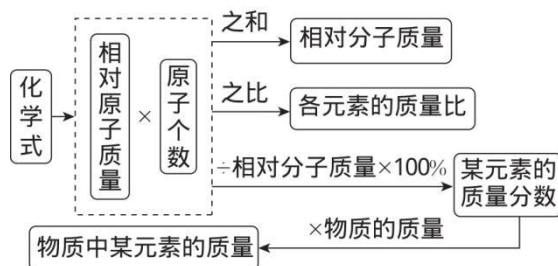 化学式
相对原子质量
×
原子个数
之和
相对分子质量
之比
各元素的质量比
÷相对分子质量×100%
某元素的
质量分数
×物质的质量
物质中某元素的质量